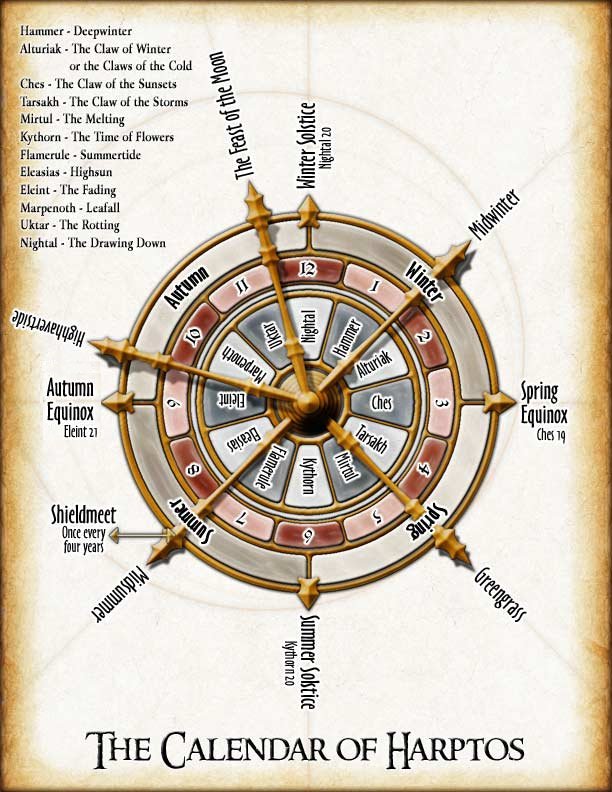 Hammer - Deepwinter
Alturiak - The Claw of Winter
or the Claws of the Cold
Ches - The Claw of the Sunsets
Tarsakh - The Claw of the Storms
Mirtul - The Melting
Kythorn - The Time of Flowers
Flamerule - Summertide
Eleasias - Highsun
Eleint - The Fading
Marpenoth - Leafall
Uktar - The Rotting
Nightal - The Drawing Down
The Feast of the Moon
Winter Solstice
Nightal 20
Midwinter
Highharvestide
Autumn
Equinox
Eleint 21
Spring
Equinox
Ches 19
Shieldmeet
Once every
four years
Midsummer
Summer Solstice
Kythorn 20
Greengrass
Autumn
Winter
Spring
Summer
12
1
2
3
4
5
6
7
8
9
10
11
Nightal
Hammer
Alturiak
Ches
Tarsakh
Mirtul
Kythorn
Flamerule
Eleasias
Eleint
Marpenoth
Uktar
The Calendar of Harptos